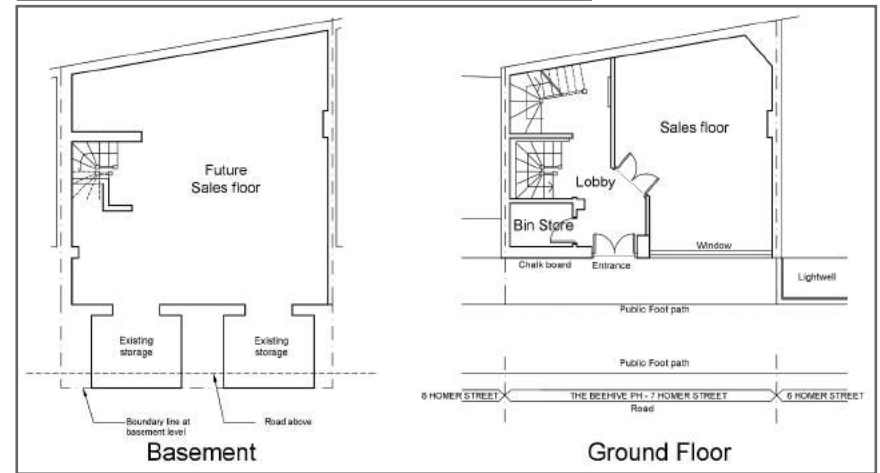 Future
Sales floor
Existing
storage
Existing
storage
Boundary line at
basement level
Road above
Basement
Sales floor
Lobby
Bin Store
Window
Chalk board
Entrance
Lightwell
Public Foot path
Public Foot path
8 HOMER STREET
THE BEEHIVE PH - 7 HOMER STREET
6 HOMER STREET
Road
Ground Floor